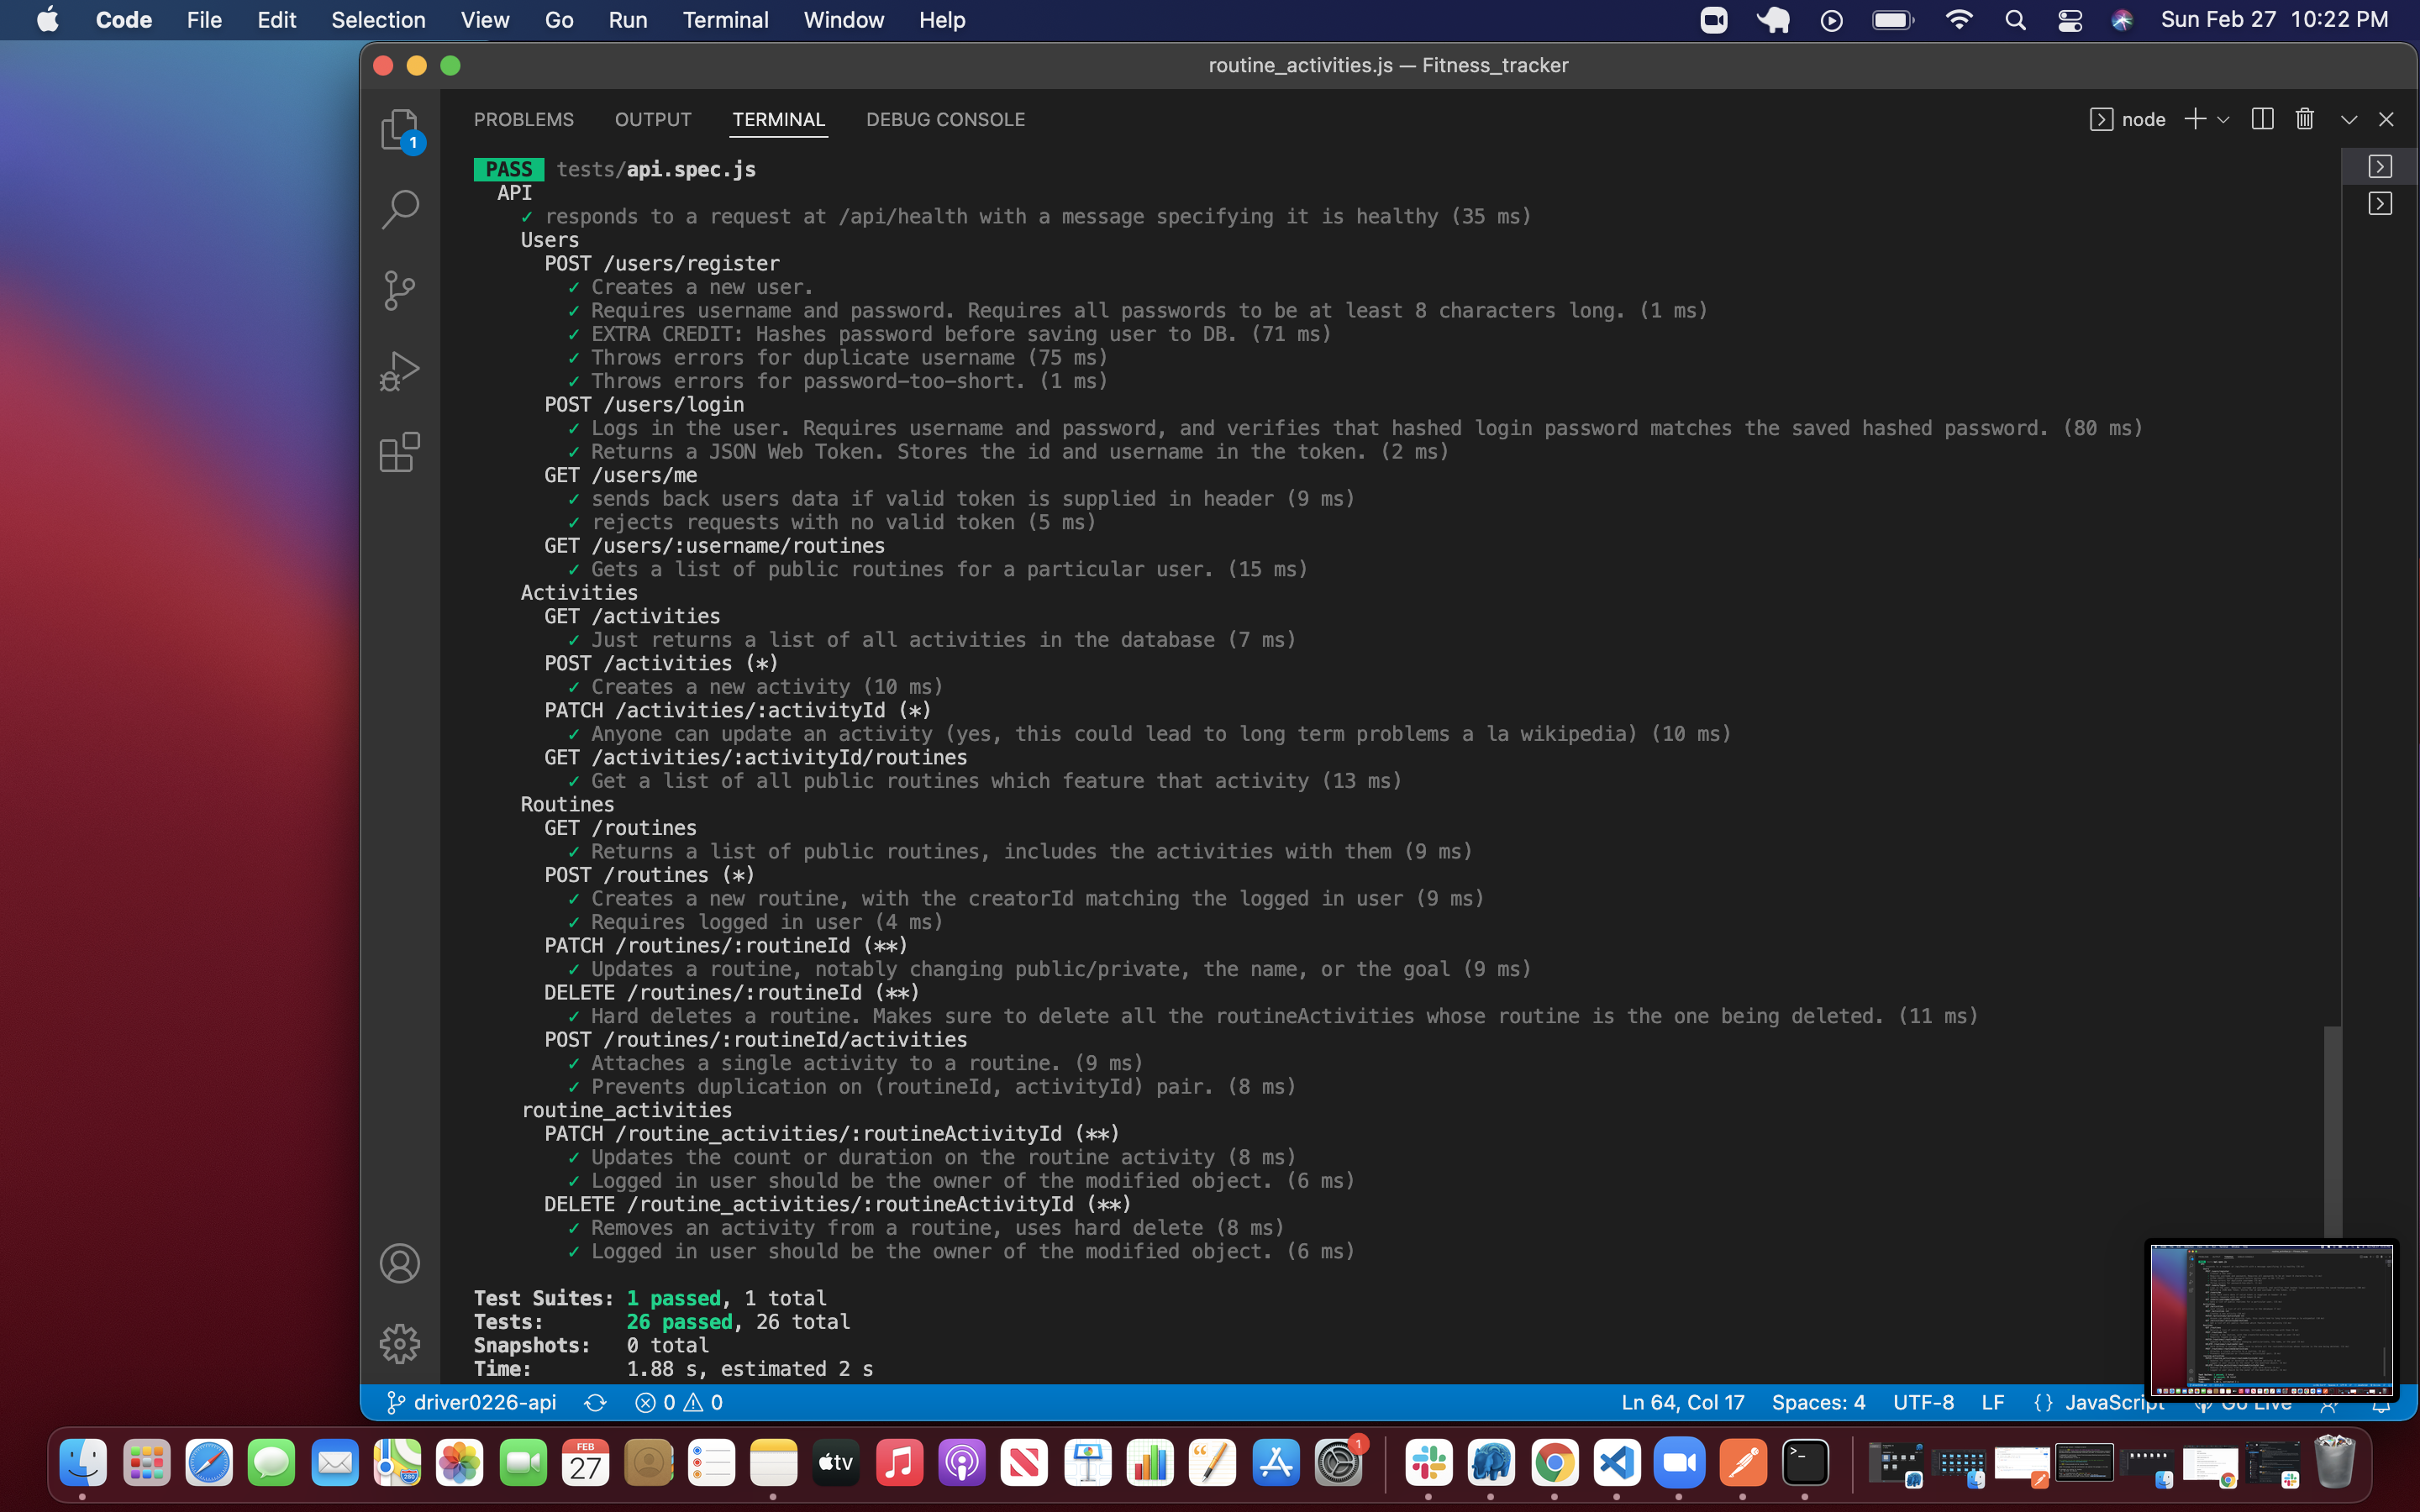 Code File Edit Selection View Go Run Terminal Window Help Sun Feb 27 10:22 PM
routine_activities.js — Fitness_tracker
PROBLEMS OUTPUT TERMINAL DEBUG CONSOLE node
1
PASS tests/api.spec.js
API
✓ responds to a request at /api/health with a message specifying it is healthy (35 ms)
Users
POST /users/register
✓ Creates a new user.
✓ Requires username and password. Requires all passwords to be at least 8 characters long. (1 ms)
✓ EXTRA CREDIT: Hashes password before saving user to DB. (71 ms)
✓ Throws errors for duplicate username (75 ms)
✓ Throws errors for password-too-short. (1 ms)
POST /users/login
✓ Logs in the user. Requires username and password, and verifies that hashed login password matches the saved hashed password. (80 ms)
✓ Returns a JSON Web Token. Stores the id and username in the token. (2 ms)
GET /users/me
✓ sends back users data if valid token is supplied in header (9 ms)
✓ rejects requests with no valid token (5 ms)
GET /users/:username/routines
✓ Gets a list of public routines for a particular user. (15 ms)
Activities
GET /activities
✓ Just returns a list of all activities in the database (7 ms)
POST /activities (*)
✓ Creates a new activity (10 ms)
PATCH /activities/:activityId (*)
✓ Anyone can update an activity (yes, this could lead to long term problems a la wikipedia) (10 ms)
GET /activities/:activityId/routines
✓ Get a list of all public routines which feature that activity (13 ms)
Routines
GET /routines
✓ Returns a list of public routines, includes the activities with them (9 ms)
POST /routines (*)
✓ Creates a new routine, with the creatorId matching the logged in user (9 ms)
✓ Requires logged in user (4 ms)
PATCH /routines/:routineId (**)
✓ Updates a routine, notably changing public/private, the name, or the goal (9 ms)
DELETE /routines/:routineId (**)
✓ Hard deletes a routine. Makes sure to delete all the routineActivities whose routine is the one being deleted. (11 ms)
POST /routines/:routineId/activities
✓ Attaches a single activity to a routine. (9 ms)
✓ Prevents duplication on (routineId, activityId) pair. (8 ms)
routine_activities
PATCH /routine_activities/:routineActivityId (**)
✓ Updates the count or duration on the routine activity (8 ms)
✓ Logged in user should be the owner of the modified object. (6 ms)
DELETE /routine_activities/:routineActivityId (**)
✓ Removes an activity from a routine, uses hard delete (8 ms)
✓ Logged in user should be the owner of the modified object. (6 ms)
Test Suites: 1 passed, 1 total
Tests: 26 passed, 26 total
Snapshots: 0 total
Time: 1.88 s, estimated 2 s
driver0226-api 0 0 Ln 64, Col 17 Spaces: 4 UTF-8 LF {} JavaScript Go Live
FEB
27
tv
280
1